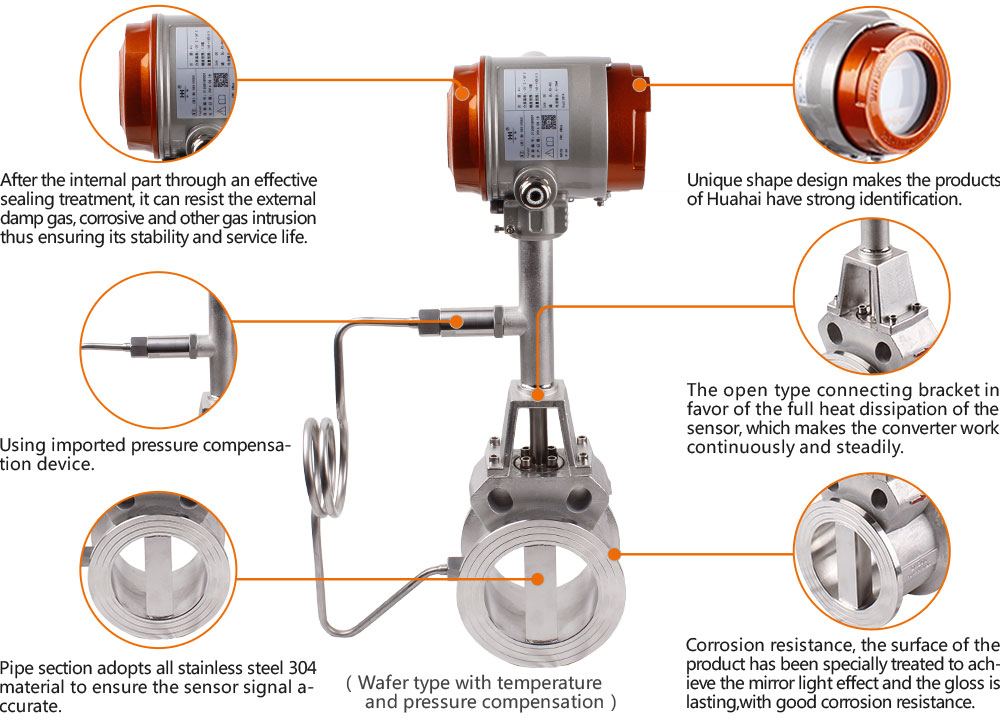 After the internal part through an effective
sealing treatment, it can resist the external
damp gas, corrosive and other gas intrusion
thus ensuring its stability and service life.
Unique shape design makes the products
of Huahai have strong identification.
Using imported pressure compensa-
tion device.
The open type connecting bracket in
favor of the full heat dissipation of the
sensor, which makes the converter work
continuously and steadily.
Pipe section adopts all stainless steel 304
material to ensure the sensor signal a-
ccurate.
( Wafer type with temperature
and pressure compensation )
Corrosion resistance, the surface of the
product has been specially treated to ach-
ieve the mirror light effect and the gloss is
lasting,with good corrosion resistance.